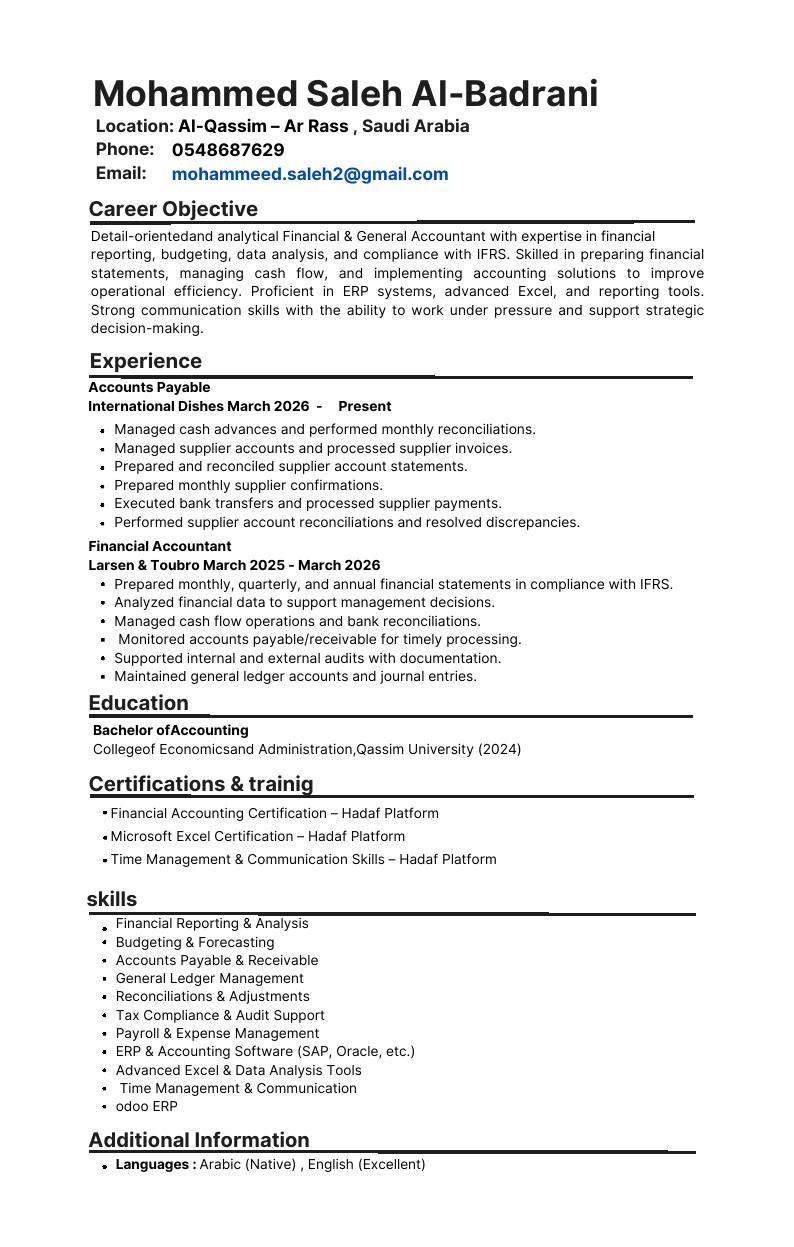 Mohammed Saleh Al-Badrani
Location: Al-Qassim – Ar Rass , Saudi Arabia
Phone: 0548687629
Email: mohammeed.saleh2@gmail.com
Career Objective
Detail-orientedand analytical Financial & General Accountant with expertise in financial
reporting, budgeting, data analysis, and compliance with IFRS. Skilled in preparing financial
statements, managing cash flow, and implementing accounting solutions to improve
operational efficiency. Proficient in ERP systems, advanced Excel, and reporting tools.
Strong communication skills with the ability to work under pressure and support strategic
decision-making.
Experience
Accounts Payable
International Dishes March 2026 - Present
▪ Managed cash advances and performed monthly reconciliations.
▪ Managed supplier accounts and processed supplier invoices.
▪ Prepared and reconciled supplier account statements.
▪ Prepared monthly supplier confirmations.
▪ Executed bank transfers and processed supplier payments.
▪ Performed supplier account reconciliations and resolved discrepancies.
Financial Accountant
Larsen & Toubro March 2025 - March 2026
▪ Prepared monthly, quarterly, and annual financial statements in compliance with IFRS.
▪ Analyzed financial data to support management decisions.
▪ Managed cash flow operations and bank reconciliations.
▪ Monitored accounts payable/receivable for timely processing.
▪ Supported internal and external audits with documentation.
▪ Maintained general ledger accounts and journal entries.
Education
Bachelor ofAccounting
Collegeof Economicsand Administration,Qassim University (2024)
Certifications & trainig
▪ Financial Accounting Certification – Hadaf Platform
▪ Microsoft Excel Certification – Hadaf Platform
▪ Time Management & Communication Skills – Hadaf Platform
skills
▪ Financial Reporting & Analysis
▪ Budgeting & Forecasting
▪ Accounts Payable & Receivable
▪ General Ledger Management
▪ Reconciliations & Adjustments
▪ Tax Compliance & Audit Support
▪ Payroll & Expense Management
▪ ERP & Accounting Software (SAP, Oracle, etc.)
▪ Advanced Excel & Data Analysis Tools
▪ Time Management & Communication
▪ odoo ERP
Additional Information
▪ Languages : Arabic (Native) , English (Excellent)